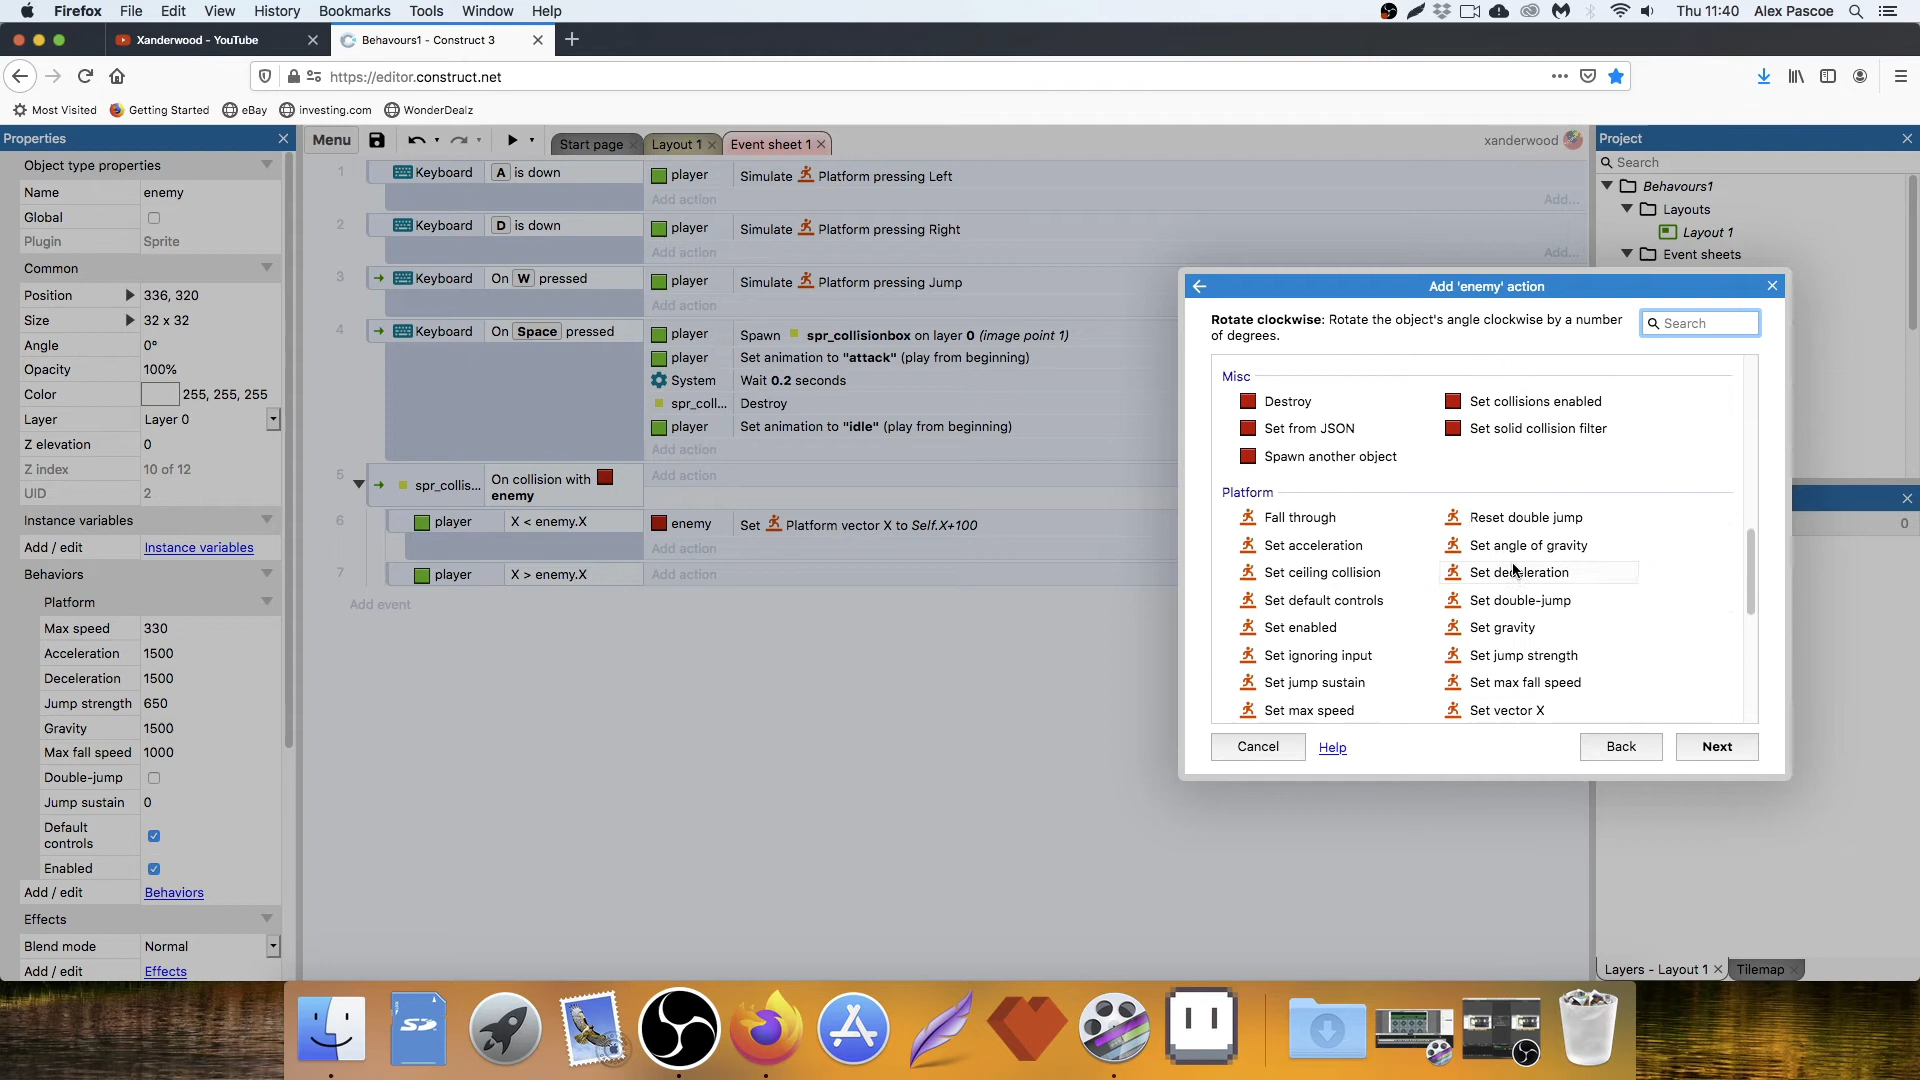 Firefox File Edit View History Bookmarks Tools Window Help Thu 11:40 Alex Pascoe
Xanderwood - YouTube Behavours1 - Construct 3
https://editor.construct.net
Most Visited Getting Started eBay investing.com WonderDealz
Properties
Object type properties
Name enemy
Global
Plugin Sprite
Common
Position 336, 320
Size 32 x 32
Angle 0°
Opacity 100%
Color 255, 255, 255
Layer Layer 0
Z elevation 0
Z index 10 of 12
UID 2
Instance variables
Add / edit Instance variables
Behaviors
Platform
Max speed 330
Acceleration 1500
Deceleration 1500
Jump strength 650
Gravity 1500
Max fall speed 1000
Double-jump
Jump sustain 0
Default controls
Enabled
Add / edit Behaviors
Effects
Blend mode Normal
Add / edit Effects
Menu Start page Layout 1 Event sheet 1 xanderwood
1 Keyboard A is down player Simulate Platform pressing Left
Add action Add...
2 Keyboard D is down player Simulate Platform pressing Right
Add action Add...
3 Keyboard On W pressed player Simulate Platform pressing Jump
Add action
4 Keyboard On Space pressed player Spawn spr_collisionbox on layer 0 (image point 1)
player Set animation to "attack" (play from beginning)
System Wait 0.2 seconds
spr_coll... Destroy
player Set animation to "idle" (play from beginning)
Add action
5 spr_collis... On collision with enemy Add action
6 player X < enemy.X enemy Set Platform vector X to Self.X+100
Add action
7 player X > enemy.X Add action
Add event
Add 'enemy' action
Rotate clockwise: Rotate the object's angle clockwise by a number
of degrees.
Search
Misc
Destroy Set collisions enabled
Set from JSON Set solid collision filter
Spawn another object
Platform
Fall through Reset double jump
Set acceleration Set angle of gravity
Set ceiling collision Set deceleration
Set default controls Set double-jump
Set enabled Set gravity
Set ignoring input Set jump strength
Set jump sustain Set max fall speed
Set max speed Set vector X
Cancel Help Back Next
Project
Search
Behavours1
Layouts
Layout 1
Event sheets
0
Layers - Layout 1 Tilemap
SD